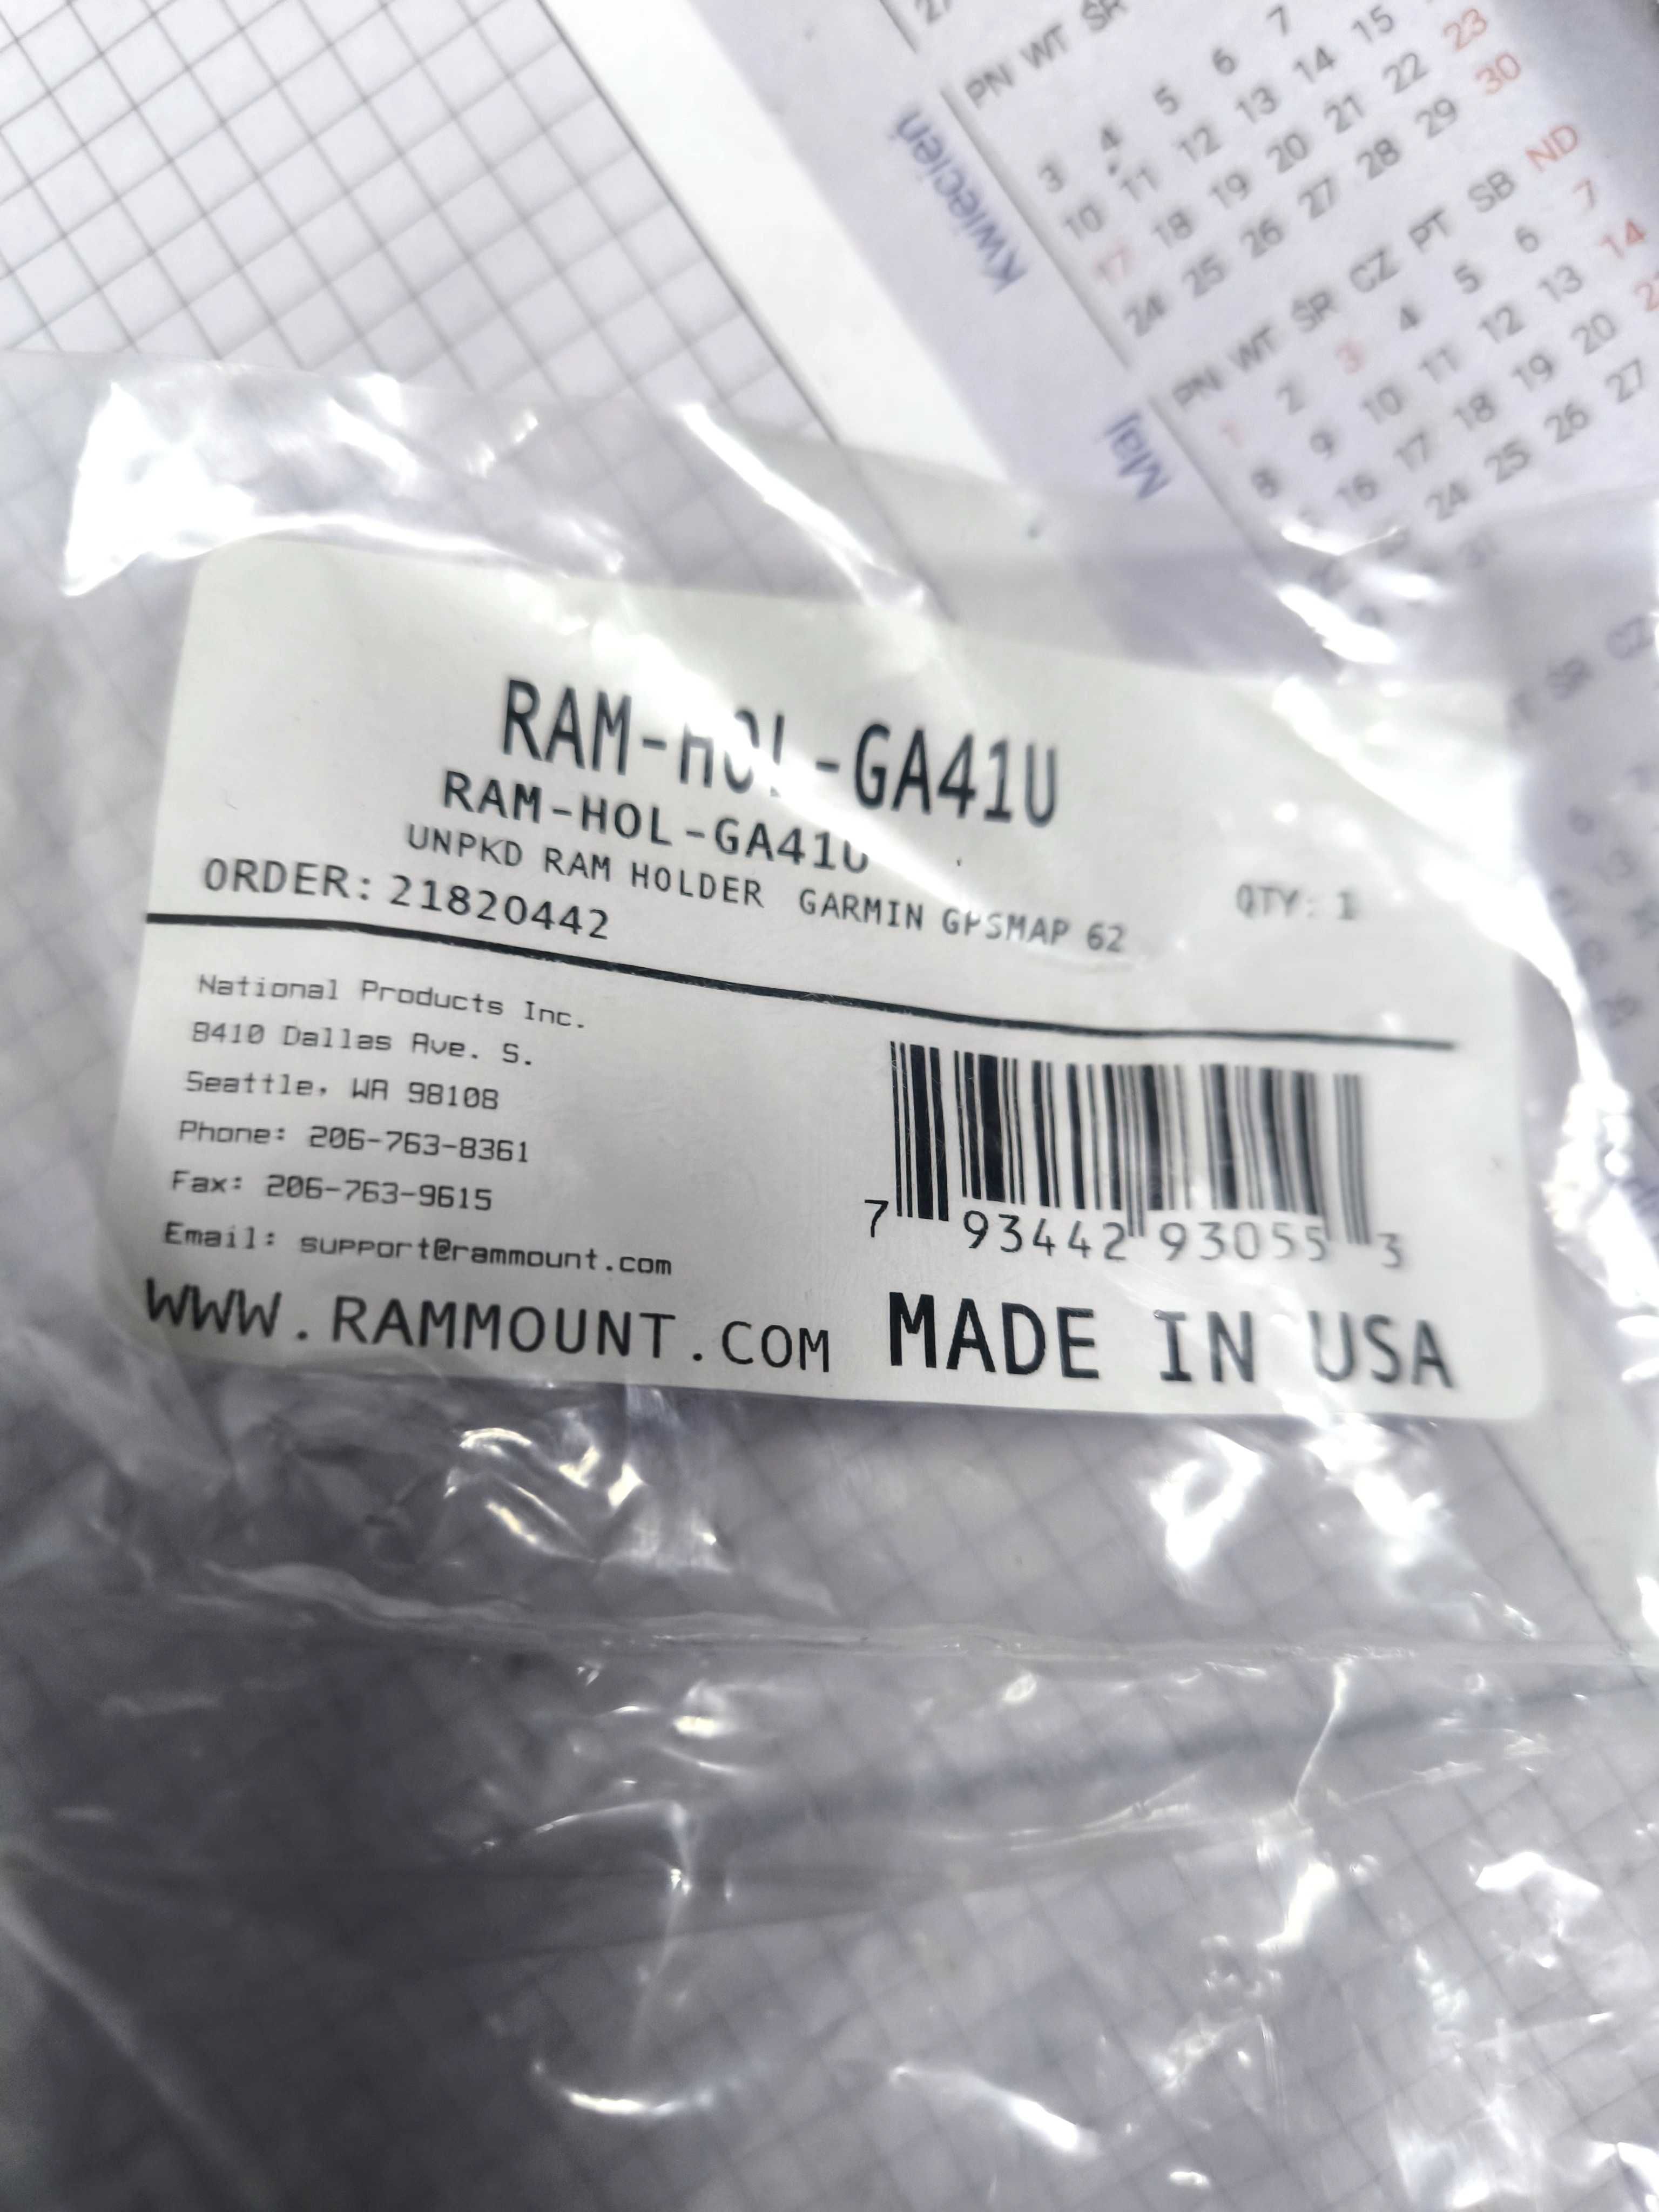 PN WT ŚR
7
6 15 23
5 14 22 30
4 13 21 29
3 12 20 28
10 11 19 27
17 18 26
24 25
Kwiecień
PN WT ŚR CZ PT SB ND
1 2 3 4 5 6 7
8 9 10 11 12 13 14
16 17 18 19 20
24 25 26 27
Maj
RAM-HOL-GA41U
RAM-HOL-GA41U
UNPKD RAM HOLDER GARMIN GPSMAP 62
QTY: 1
ORDER: 21820442
National Products Inc.
8410 Dallas Ave. S.
Seattle, WA 98108
Phone: 206-763-8361
Fax: 206-763-9615
Email: support@rammount.com
WWW.RAMMOUNT.COM
7 93442 93055 3
MADE IN USA